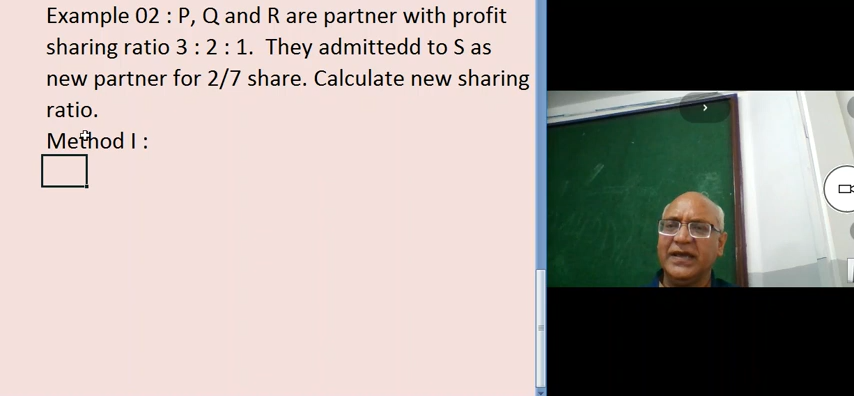 Example 02 : P, Q and R are partner with profit
sharing ratio 3 : 2 : 1.  They admittedd to S as
new partner for 2/7 share. Calculate new sharing
ratio.
Method I :